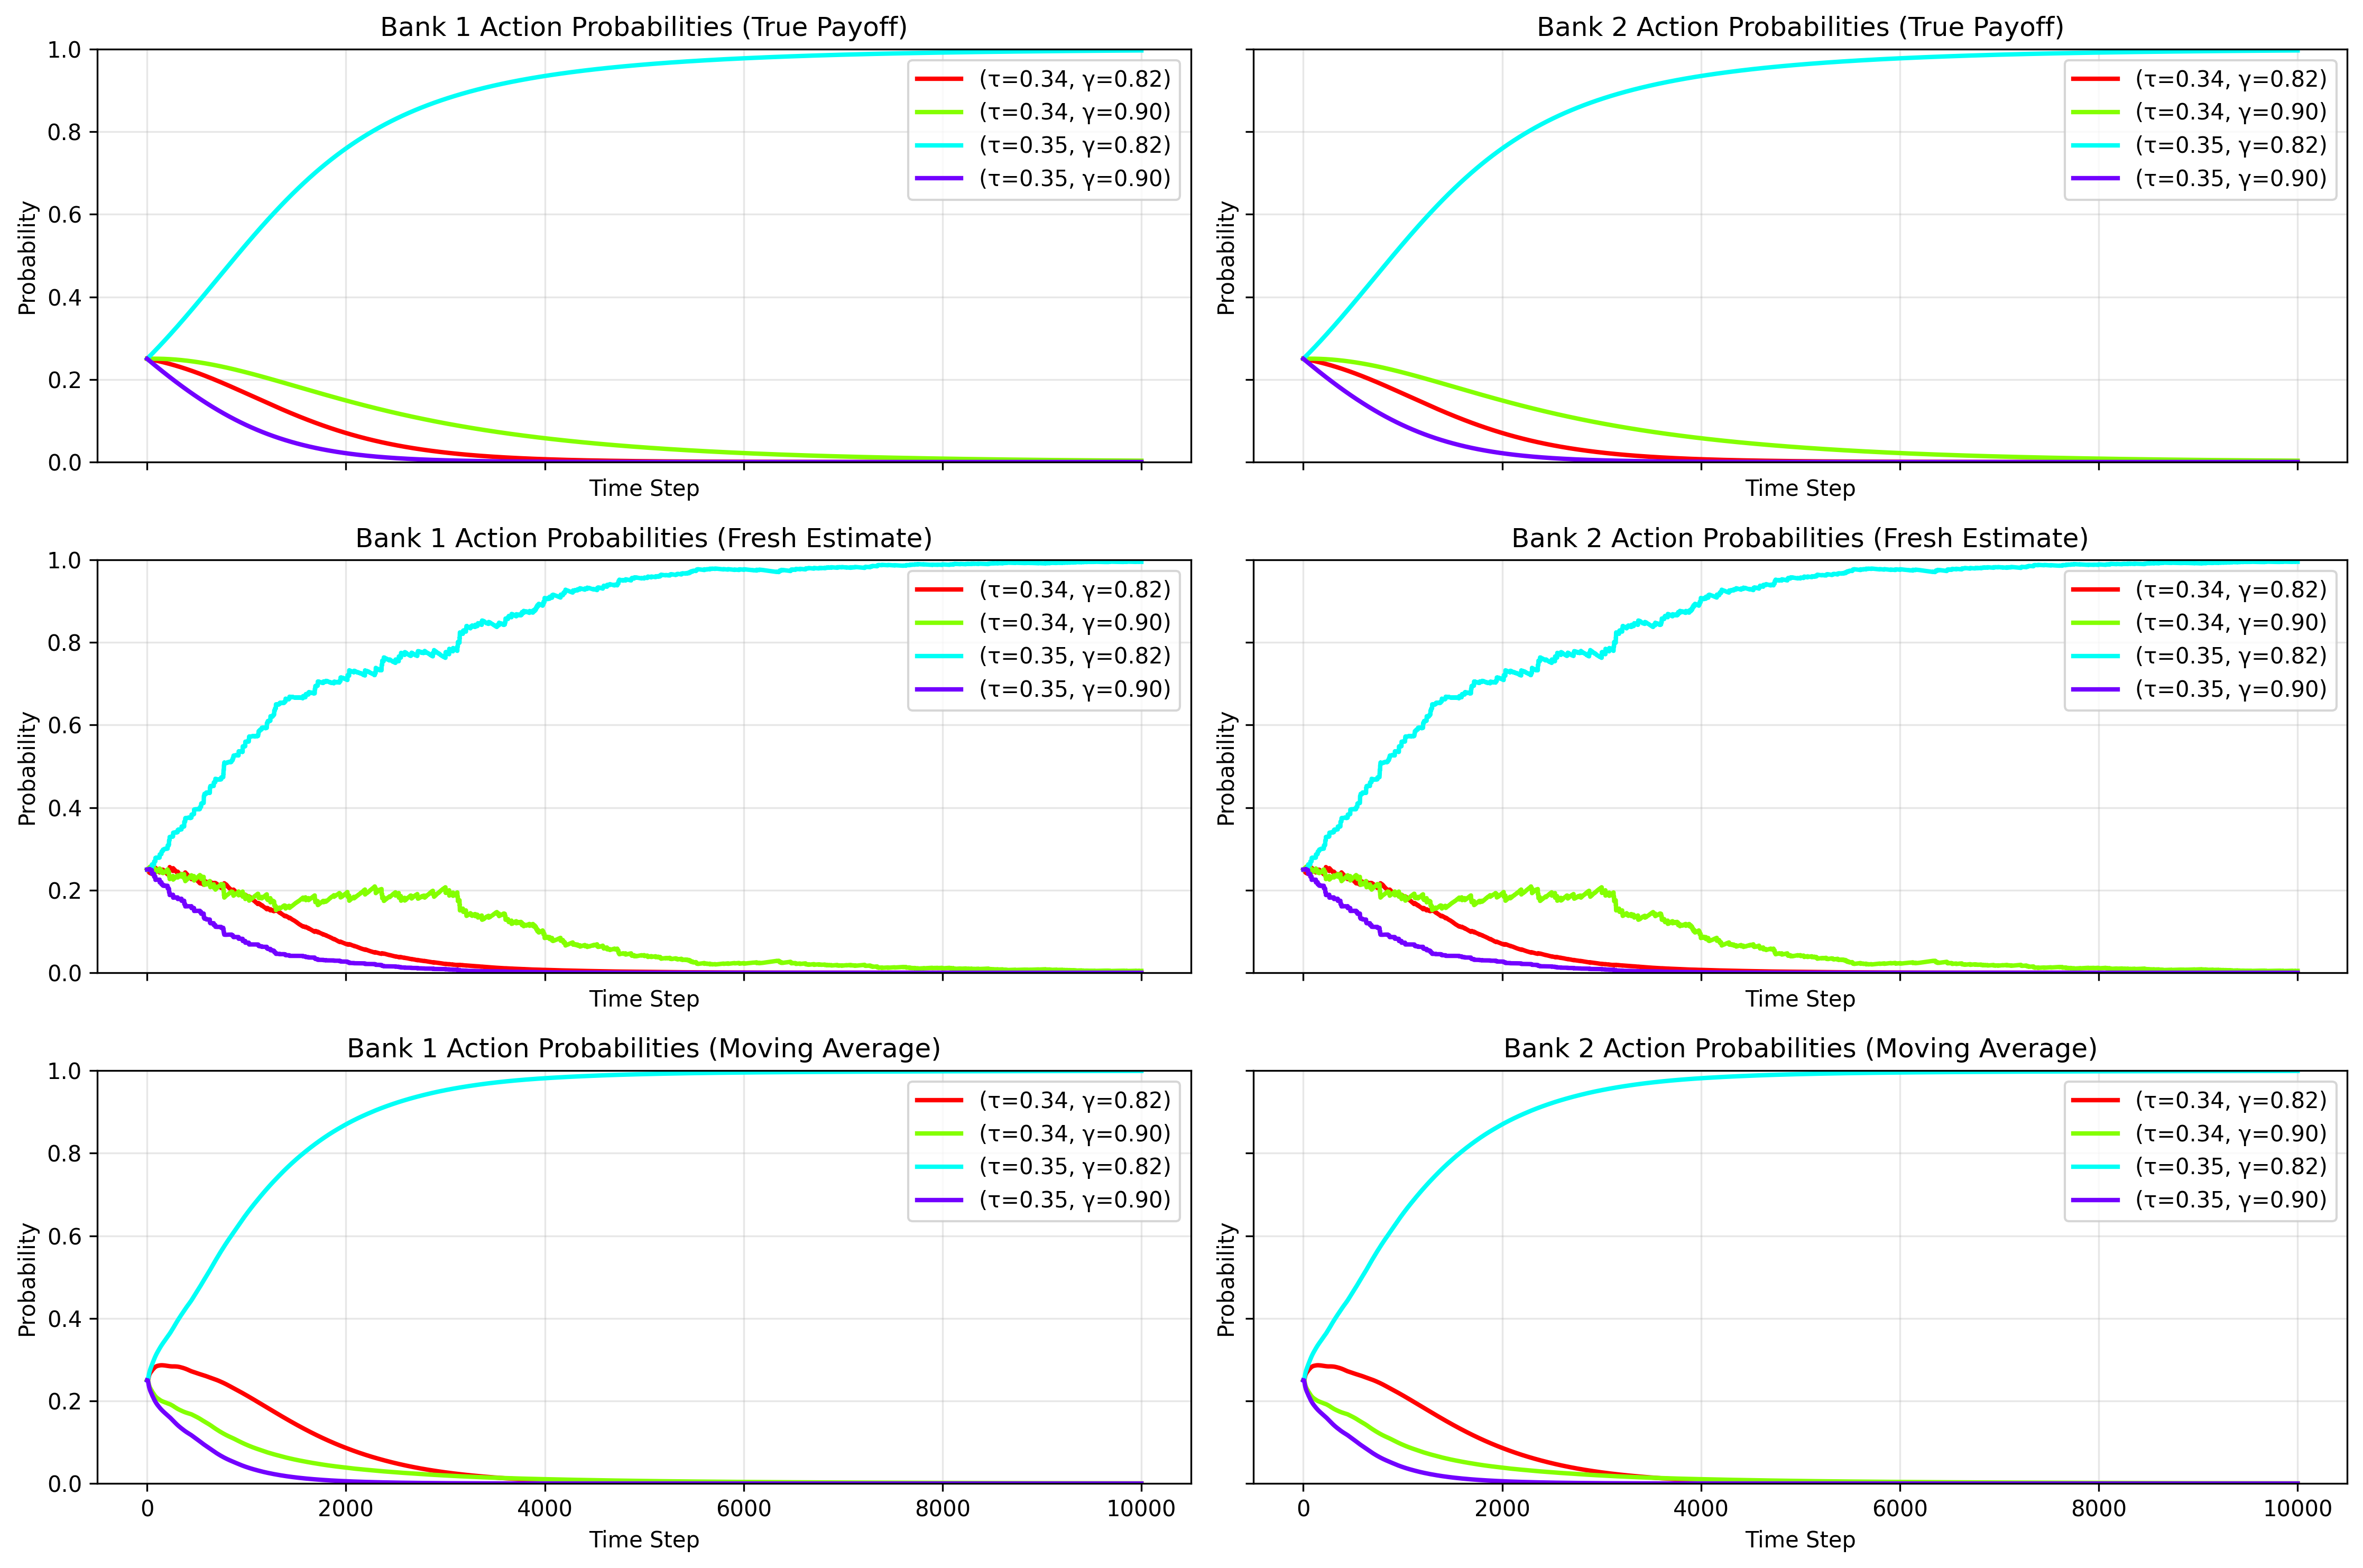 Bank 1 Action Probabilities (True Payoff)
Probability
1.0
0.8
0.6
0.4
0.2
0.0
(τ=0.34, γ=0.82)
(τ=0.34, γ=0.90)
(τ=0.35, γ=0.82)
(τ=0.35, γ=0.90)
Time Step
Bank 2 Action Probabilities (True Payoff)
Probability
(τ=0.34, γ=0.82)
(τ=0.34, γ=0.90)
(τ=0.35, γ=0.82)
(τ=0.35, γ=0.90)
Time Step
Bank 1 Action Probabilities (Fresh Estimate)
Probability
1.0
0.8
0.6
0.4
0.2
0.0
(τ=0.34, γ=0.82)
(τ=0.34, γ=0.90)
(τ=0.35, γ=0.82)
(τ=0.35, γ=0.90)
Time Step
Bank 2 Action Probabilities (Fresh Estimate)
Probability
(τ=0.34, γ=0.82)
(τ=0.34, γ=0.90)
(τ=0.35, γ=0.82)
(τ=0.35, γ=0.90)
Time Step
Bank 1 Action Probabilities (Moving Average)
Probability
1.0
0.8
0.6
0.4
0.2
0.0
(τ=0.34, γ=0.82)
(τ=0.34, γ=0.90)
(τ=0.35, γ=0.82)
(τ=0.35, γ=0.90)
0 2000 4000 6000 8000 10000
Time Step
Bank 2 Action Probabilities (Moving Average)
Probability
(τ=0.34, γ=0.82)
(τ=0.34, γ=0.90)
(τ=0.35, γ=0.82)
(τ=0.35, γ=0.90)
0 2000 4000 6000 8000 10000
Time Step